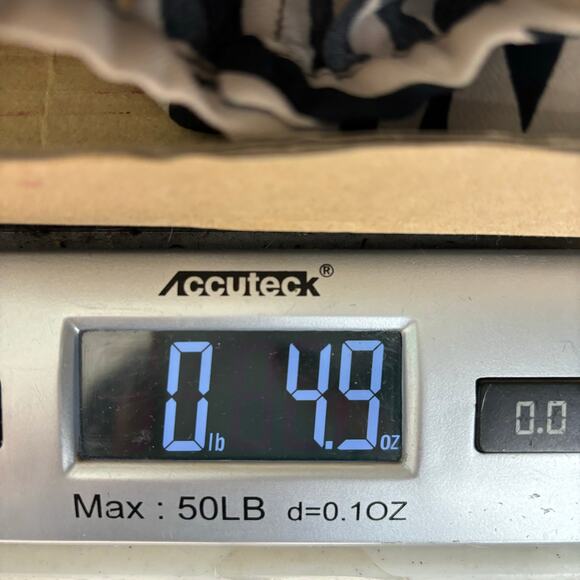 Accuteck®
0 lb 4.9 oz
0.0
Max : 50LB d=0.1OZ